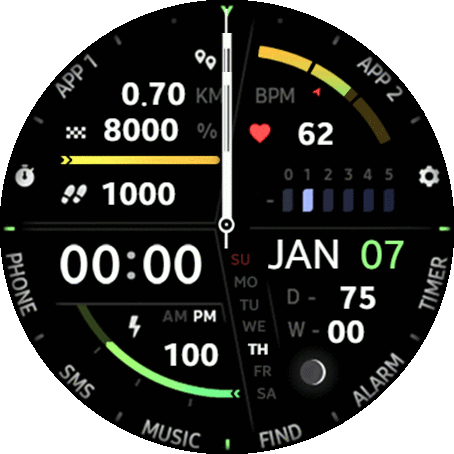 APP 1
APP 2
0.70 KM
8000 %
1000
BPM
62
0 1 2 3 4 5
-
00:00
AM PM
100
SU
MO
TU
WE
TH
FR
SA
JAN 07
D - 75
W - 00
PHONE
SMS
MUSIC
FIND
ALARM
TIMER